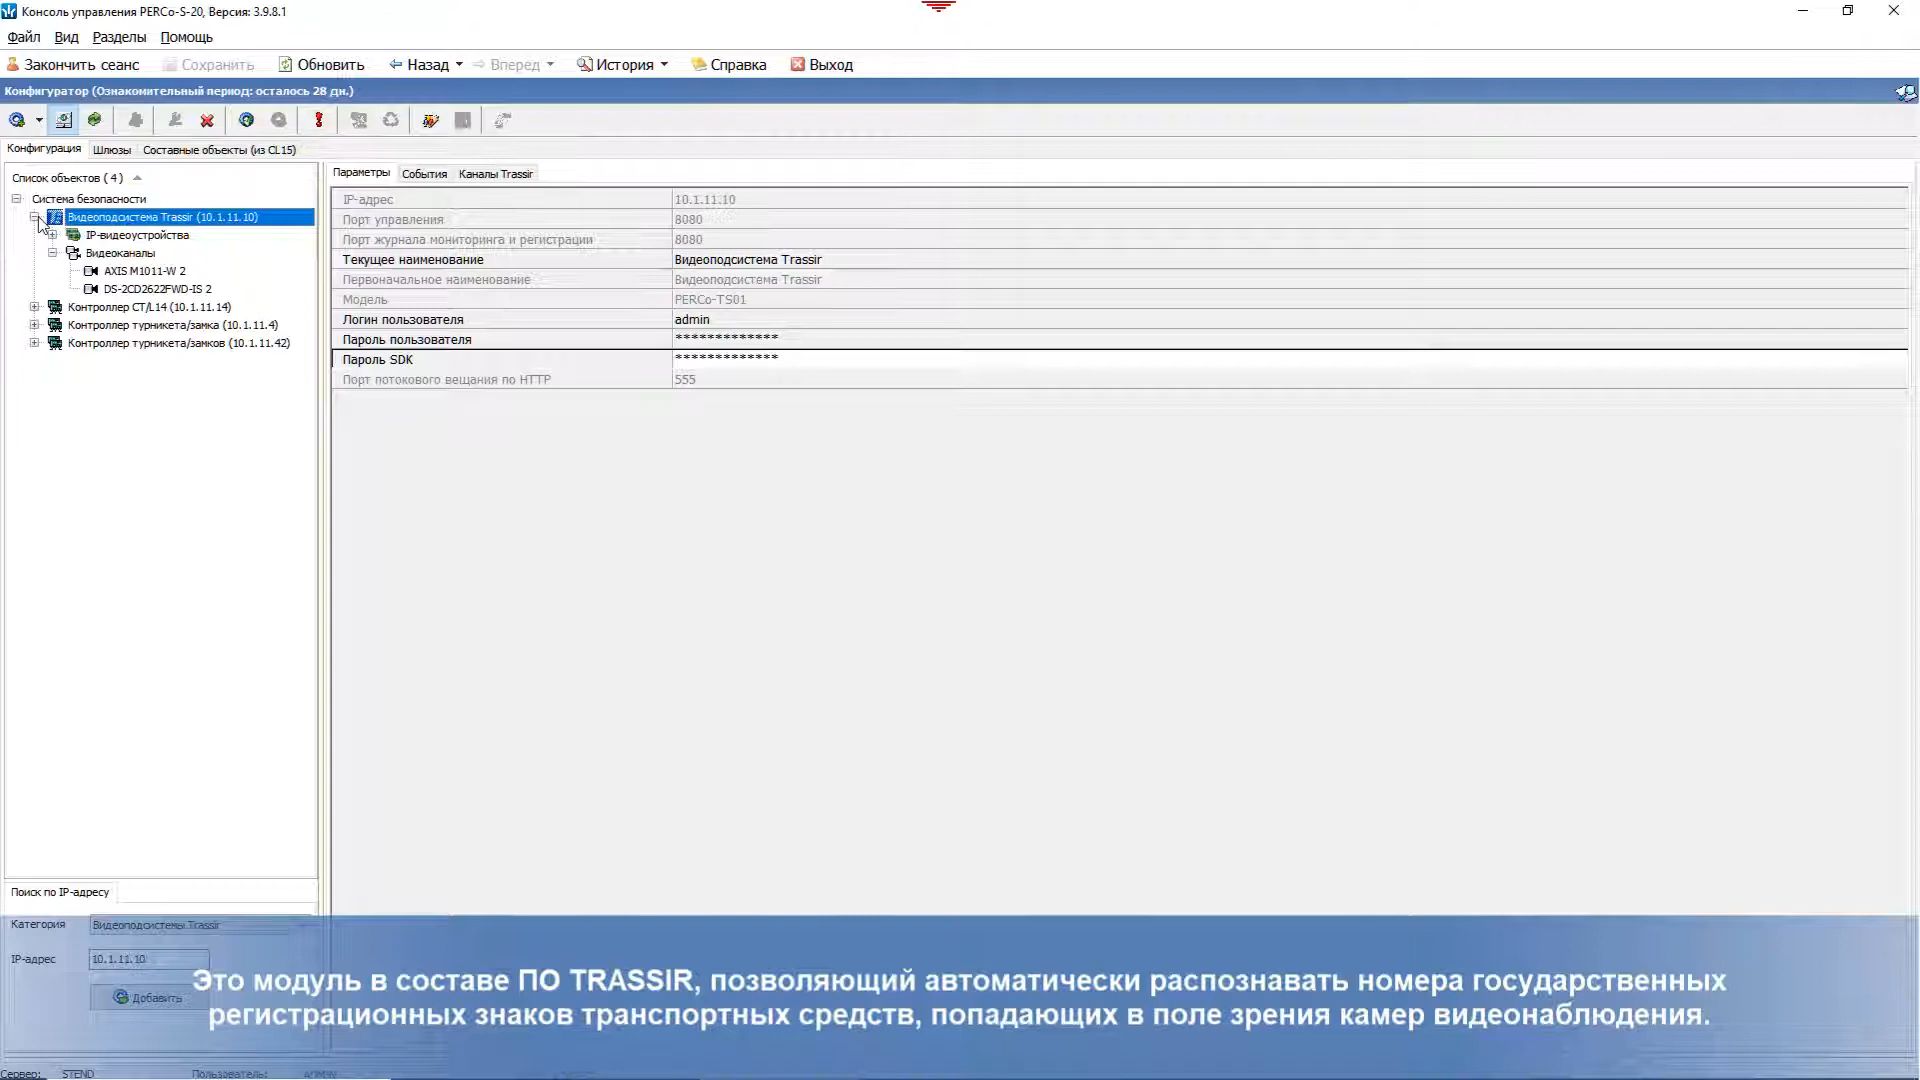 Консоль управления PERCo-S-20, Версия: 3.9.8.1
Файл Вид Разделы Помощь
Закончить сеанс Сохранить Обновить Назад Вперед История Справка Выход
Конфигуратор (Ознакомительный период: осталось 28 дн.)
Конфигурация Шлюзы Составные объекты (из CL15)
Список объектов ( 4 )
Система безопасности
Видеоподсистема Trassir (10.1.11.10)
IP-видеоустройства
Видеоканалы
AXIS M1011-W 2
DS-2CD2622FWD-IS 2
Контроллер CT/L14 (10.1.11.14)
Контроллер турникета/замка (10.1.11.4)
Контроллер турникета/замков (10.1.11.42)
Параметры События Каналы Trassir
IP-адрес 10.1.11.10
Порт управления 8080
Порт журнала мониторинга и регистрации 8080
Текущее наименование Видеоподсистема Trassir
Первоначальное наименование Видеоподсистема Trassir
Модель PERCo-TS01
Логин пользователя admin
Пароль пользователя *************
Пароль SDK *************
Порт потокового вещания по HTTP 555
Поиск по IP-адресу
Категория Видеоподсистемы Trassir
IP-адрес 10.1.11.10
Добавить
Это модуль в составе ПО TRASSIR, позволяющий автоматически распознавать номера государственных
регистрационных знаков транспортных средств, попадающих в поле зрения камер видеонаблюдения.
Сервер: STEND Пользователь: ADMIN